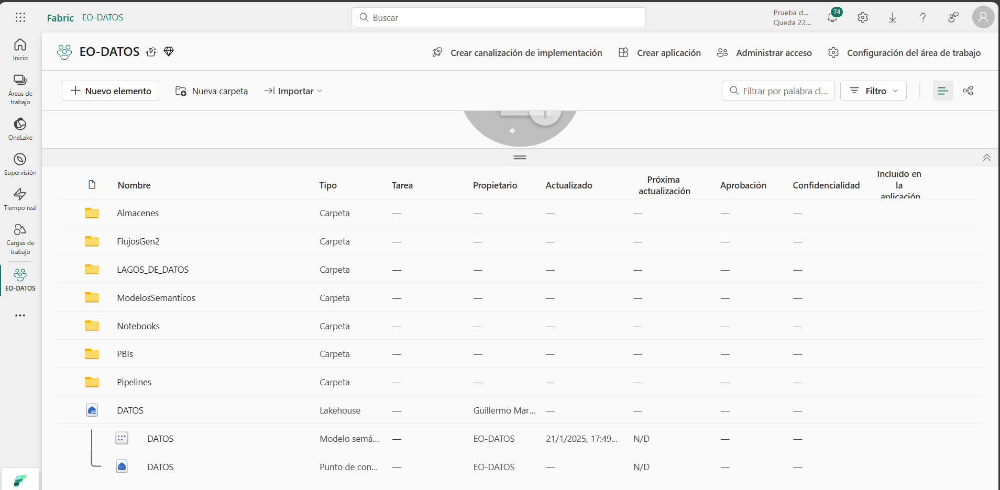 Fabric EO-DATOS
Buscar
Prueba d...
Queda 22...
74
?
Inicio
Áreas de
trabajo
OneLake
Supervisión
Tiempo real
Cargas de
trabajo
EO-DATOS
EO-DATOS
Crear canalización de implementación
Crear aplicación
Administrar acceso
Configuración del área de trabajo
Nuevo elemento
Nueva carpeta
Importar
Filtrar por palabra cl...
Filtro
Nombre Tipo Tarea Propietario Actualizado Próxima actualización Aprobación Confidencialidad Incluido en la aplicación
Almacenes Carpeta — — — — — —
FlujosGen2 Carpeta — — — — — —
LAGOS_DE_DATOS Carpeta — — — — — —
ModelosSemanticos Carpeta — — — — — —
Notebooks Carpeta — — — — — —
PBIs Carpeta — — — — — —
Pipelines Carpeta — — — — — —
DATOS Lakehouse — Guillermo Mar... — — — —
DATOS Modelo semá... — EO-DATOS 21/1/2025, 17:49... N/D — —
DATOS Punto de con... — EO-DATOS — N/D — —